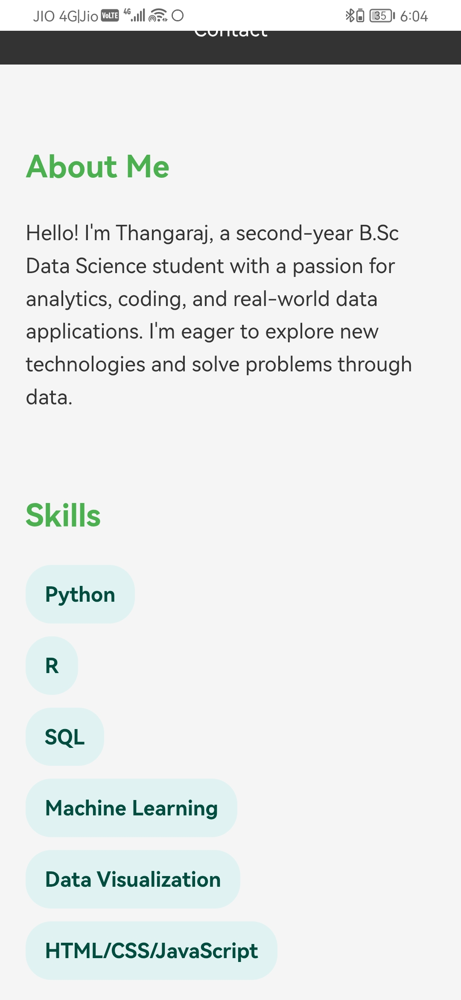 JIO 4G|Jio VoLTE 4G 35 6:04
Contact
About Me
Hello! I'm Thangaraj, a second-year B.Sc
Data Science student with a passion for
analytics, coding, and real-world data
applications. I'm eager to explore new
technologies and solve problems through
data.
Skills
Python
R
SQL
Machine Learning
Data Visualization
HTML/CSS/JavaScript